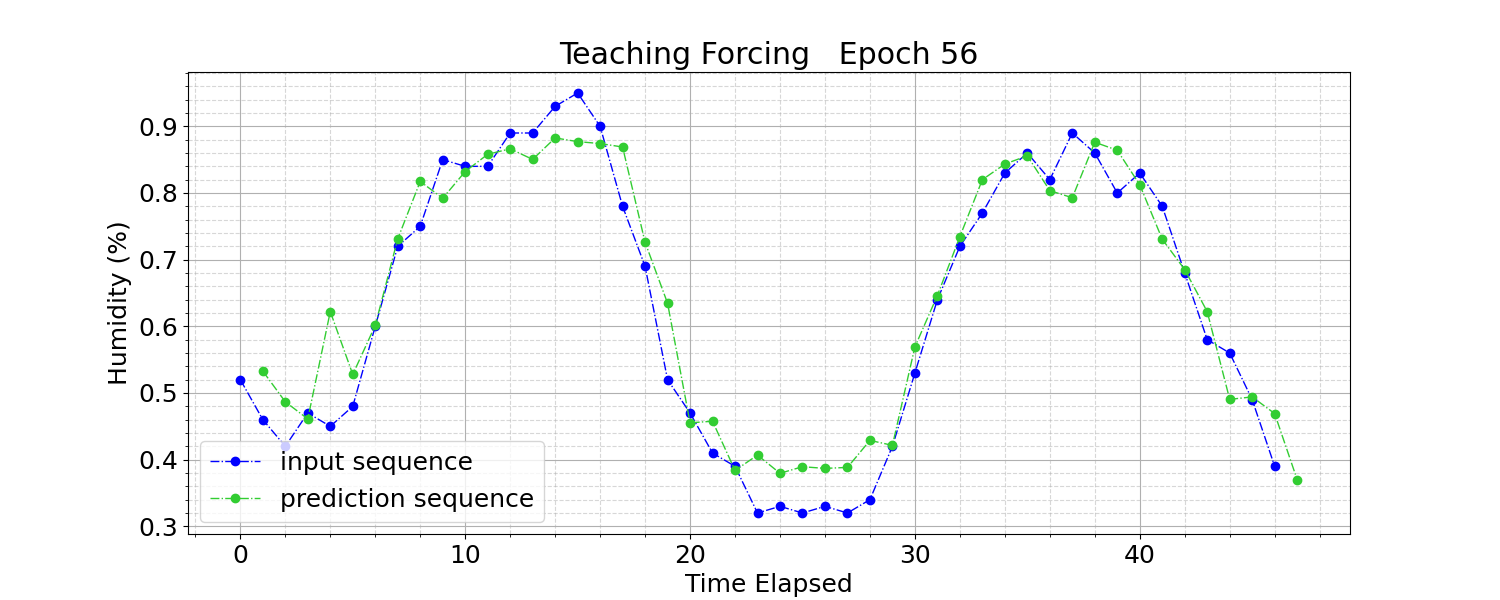 Teaching Forcing   Epoch 56
Humidity (%)
0.9
0.8
0.7
0.6
0.5
0.4
0.3
input sequence
prediction sequence
0 10 20 30 40
Time Elapsed